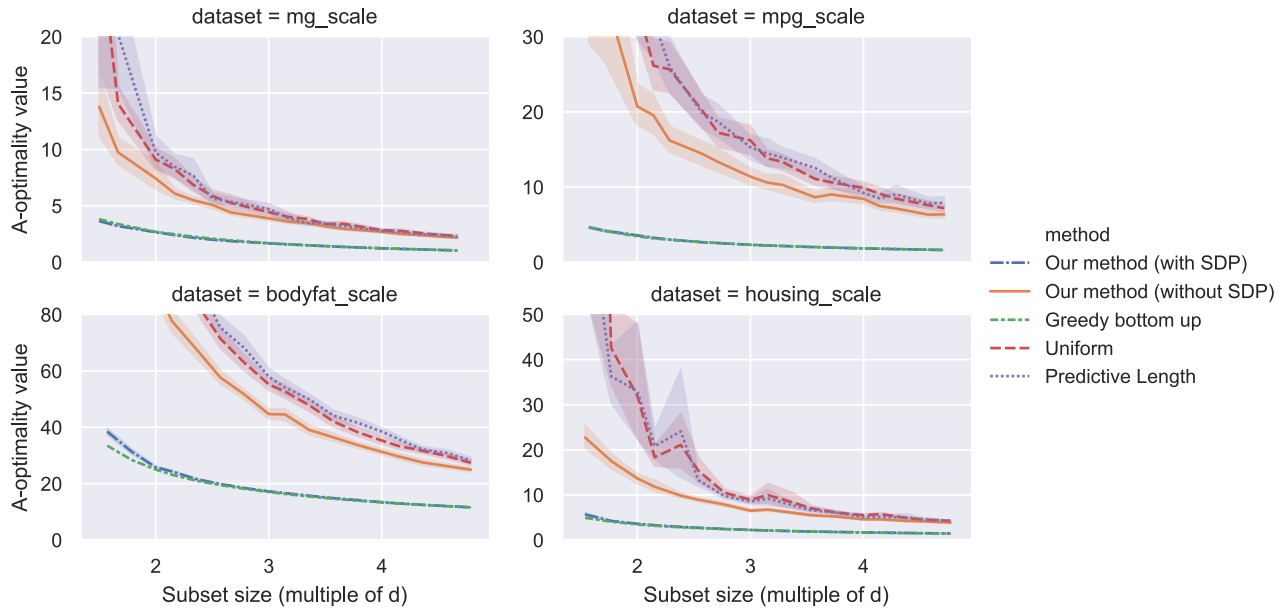 dataset = mg_scale
dataset = mpg_scale
A-optimality value
20
15
10
5
0
30
20
10
0
dataset = bodyfat_scale
dataset = housing_scale
A-optimality value
80
60
40
20
0
50
40
30
20
10
0
2 3 4
2 3 4
Subset size (multiple of d)
Subset size (multiple of d)
method
Our method (with SDP)
Our method (without SDP)
Greedy bottom up
Uniform
Predictive Length